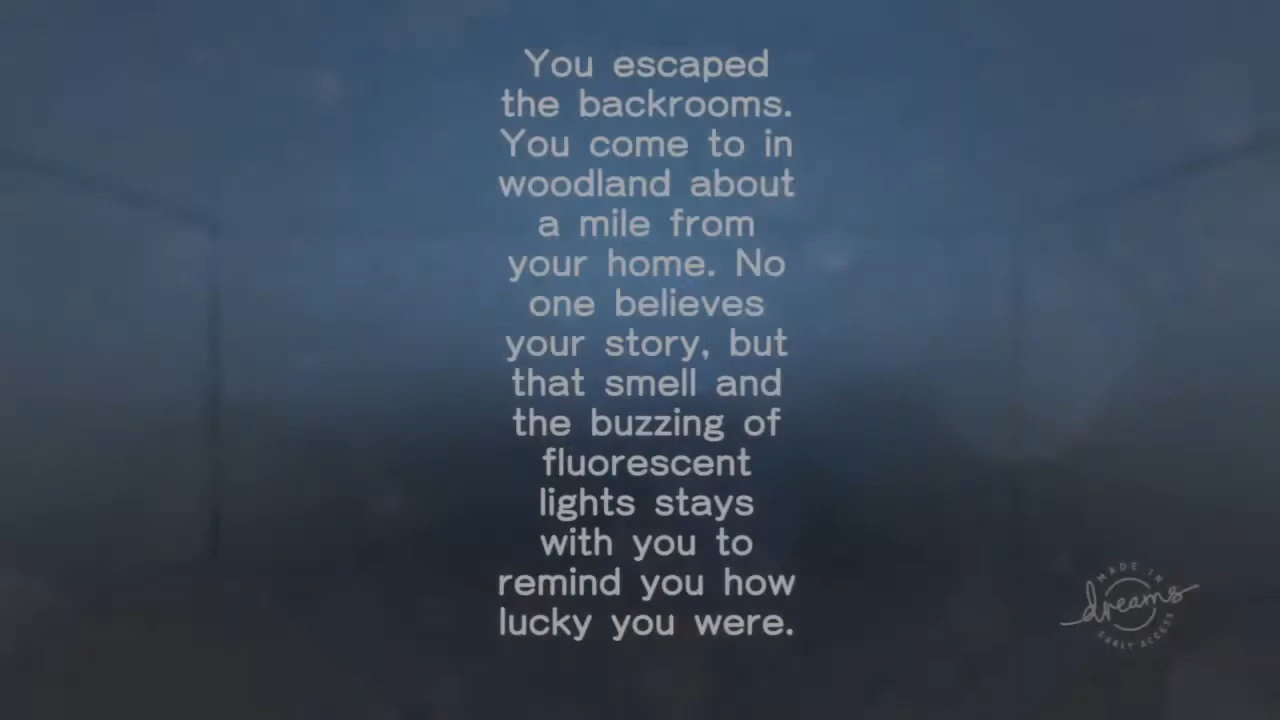 You escaped
the backrooms.
You come to in
woodland about
a mile from
your home. No
one believes
your story, but
that smell and
the buzzing of
fluorescent
lights stays
with you to
remind you how
lucky you were.
MADE IN
dreams
EARLY ACCESS